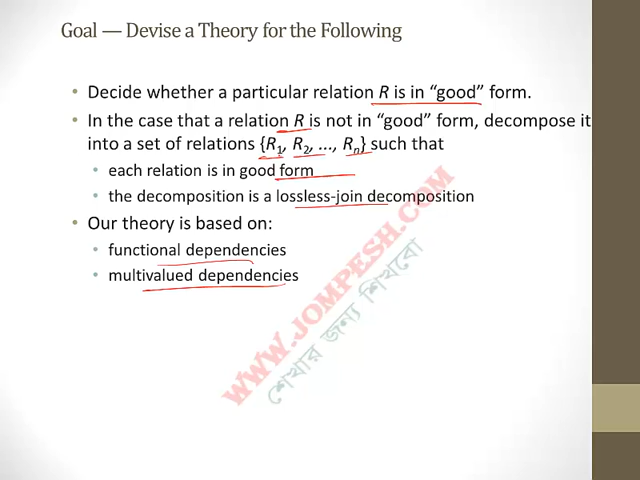 Goal — Devise a Theory for the Following
• Decide whether a particular relation R is in “good” form.
• In the case that a relation R is not in “good” form, decompose it
into a set of relations {R1, R2, ..., Rn} such that
• each relation is in good form
• the decomposition is a lossless-join decomposition
• Our theory is based on:
• functional dependencies
• multivalued dependencies
WWW.JOMPESH.COM
শেখার জন্য শিখবো